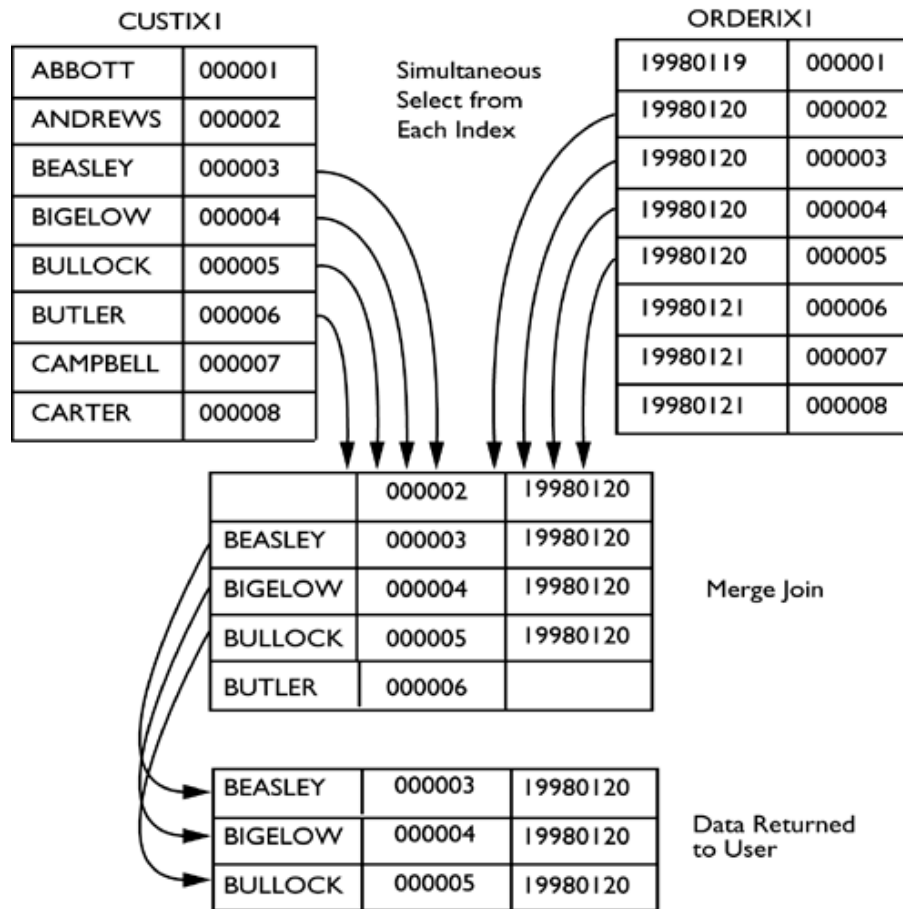 CUSTIX1
ABBOTT 000001
ANDREWS 000002
BEASLEY 000003
BIGELOW 000004
BULLOCK 000005
BUTLER 000006
CAMPBELL 000007
CARTER 000008
Simultaneous
Select from
Each Index
ORDERIX1
19980119 000001
19980120 000002
19980120 000003
19980120 000004
19980120 000005
19980121 000006
19980121 000007
19980121 000008
000002 19980120
BEASLEY 000003 19980120
BIGELOW 000004 19980120
BULLOCK 000005 19980120
BUTLER 000006
Merge Join
BEASLEY 000003 19980120
BIGELOW 000004 19980120
BULLOCK 000005 19980120
Data Returned
to User